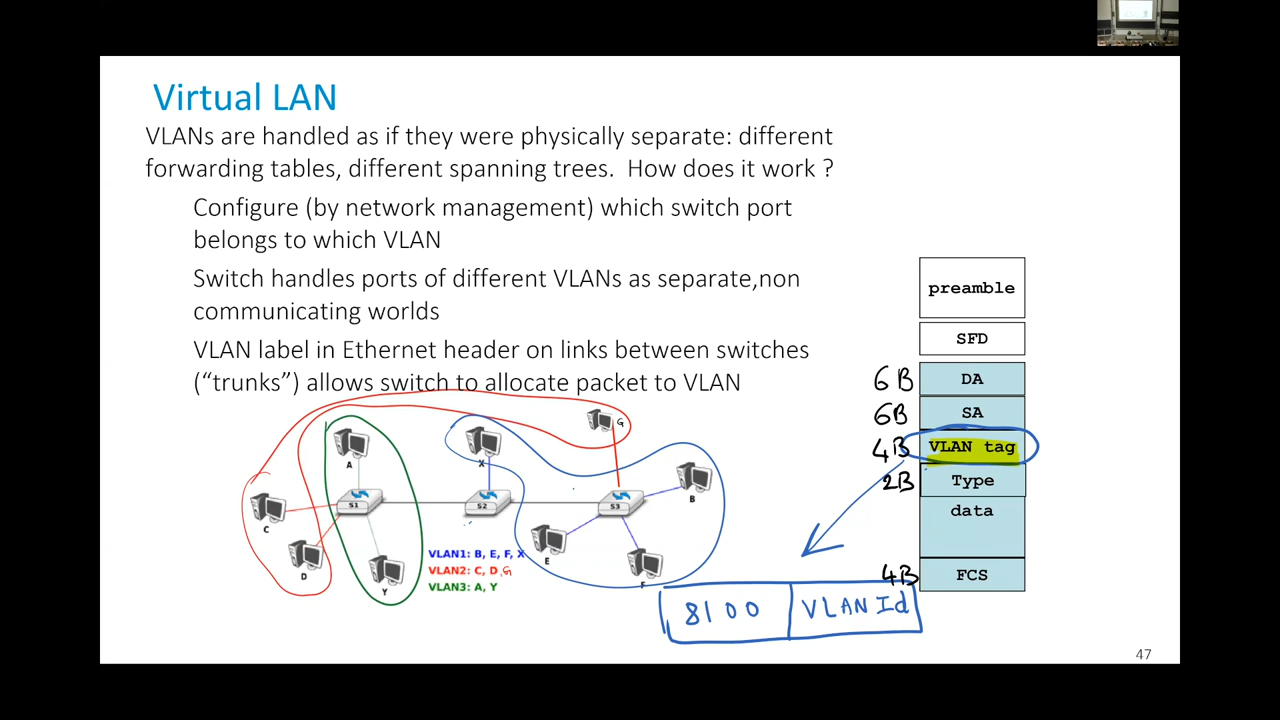 Virtual LAN
VLANs are handled as if they were physically separate: different
forwarding tables, different spanning trees. How does it work ?
Configure (by network management) which switch port
belongs to which VLAN
Switch handles ports of different VLANs as separate,non
communicating worlds
VLAN label in Ethernet header on links between switches
(“trunks”) allows switch to allocate packet to VLAN
preamble
SFD
6B DA
6B SA
4B VLAN tag
2B Type
data
4B FCS
G
A
X
B
C
S1
S2
S3
D
E
Y
F
VLAN1: B, E, F, X
VLAN2: C, D, G
VLAN3: A, Y
8100 VLAN Id
47